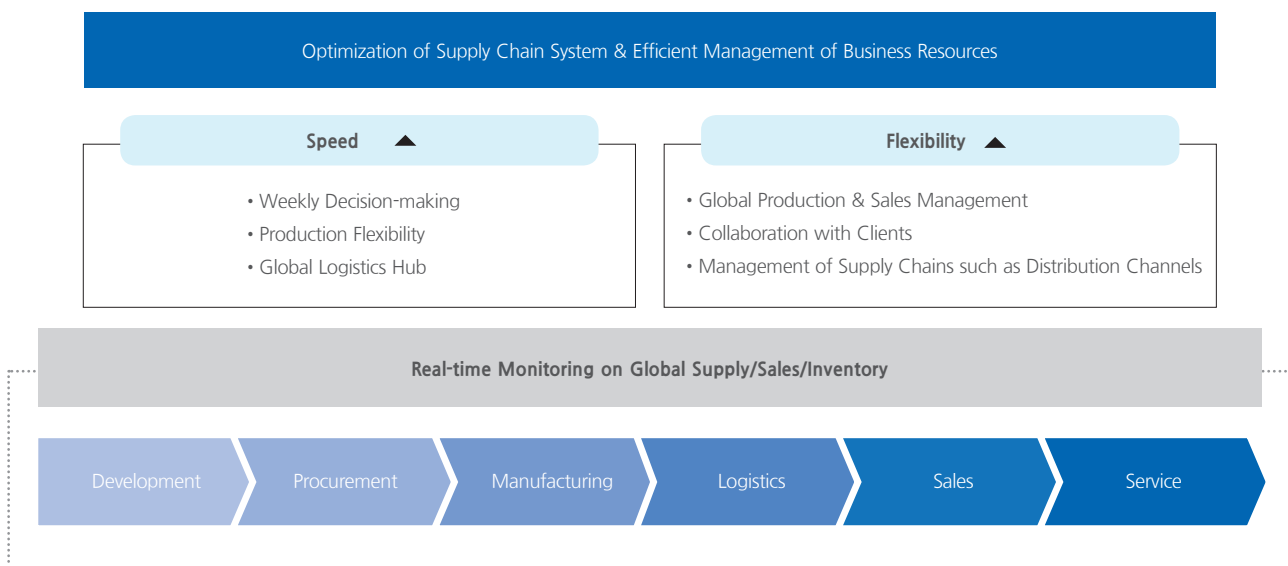 Optimization of Supply Chain System & Efficient Management of Business Resources
Speed ▲
• Weekly Decision-making
• Production Flexibility
• Global Logistics Hub
Flexibility ▲
• Global Production & Sales Management
• Collaboration with Clients
• Management of Supply Chains such as Distribution Channels
Real-time Monitoring on Global Supply/Sales/Inventory
Development
Procurement
Manufacturing
Logistics
Sales
Service